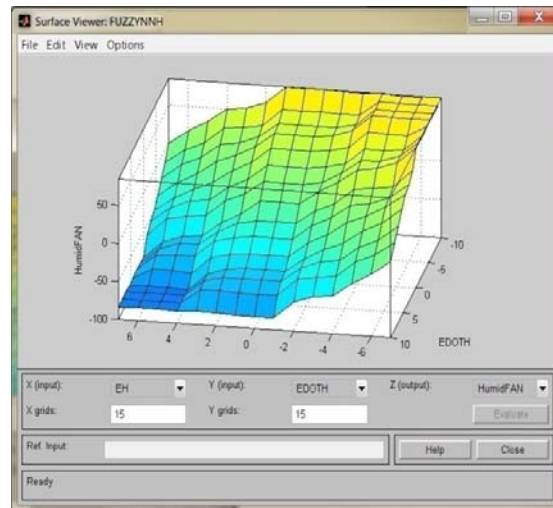 Surface Viewer: FUZZYNNH
File Edit View Options
50
0
-50
-100
HumidFAN
6
4
2
0
-2
-4
-6
-10
-5
0
5
10
EDOTH
X (input): EH Y (input): EDOTH Z (output): HumidFAN
X grids: 15 Y grids: 15 Evaluate
Ref. Input: Help Close
Ready